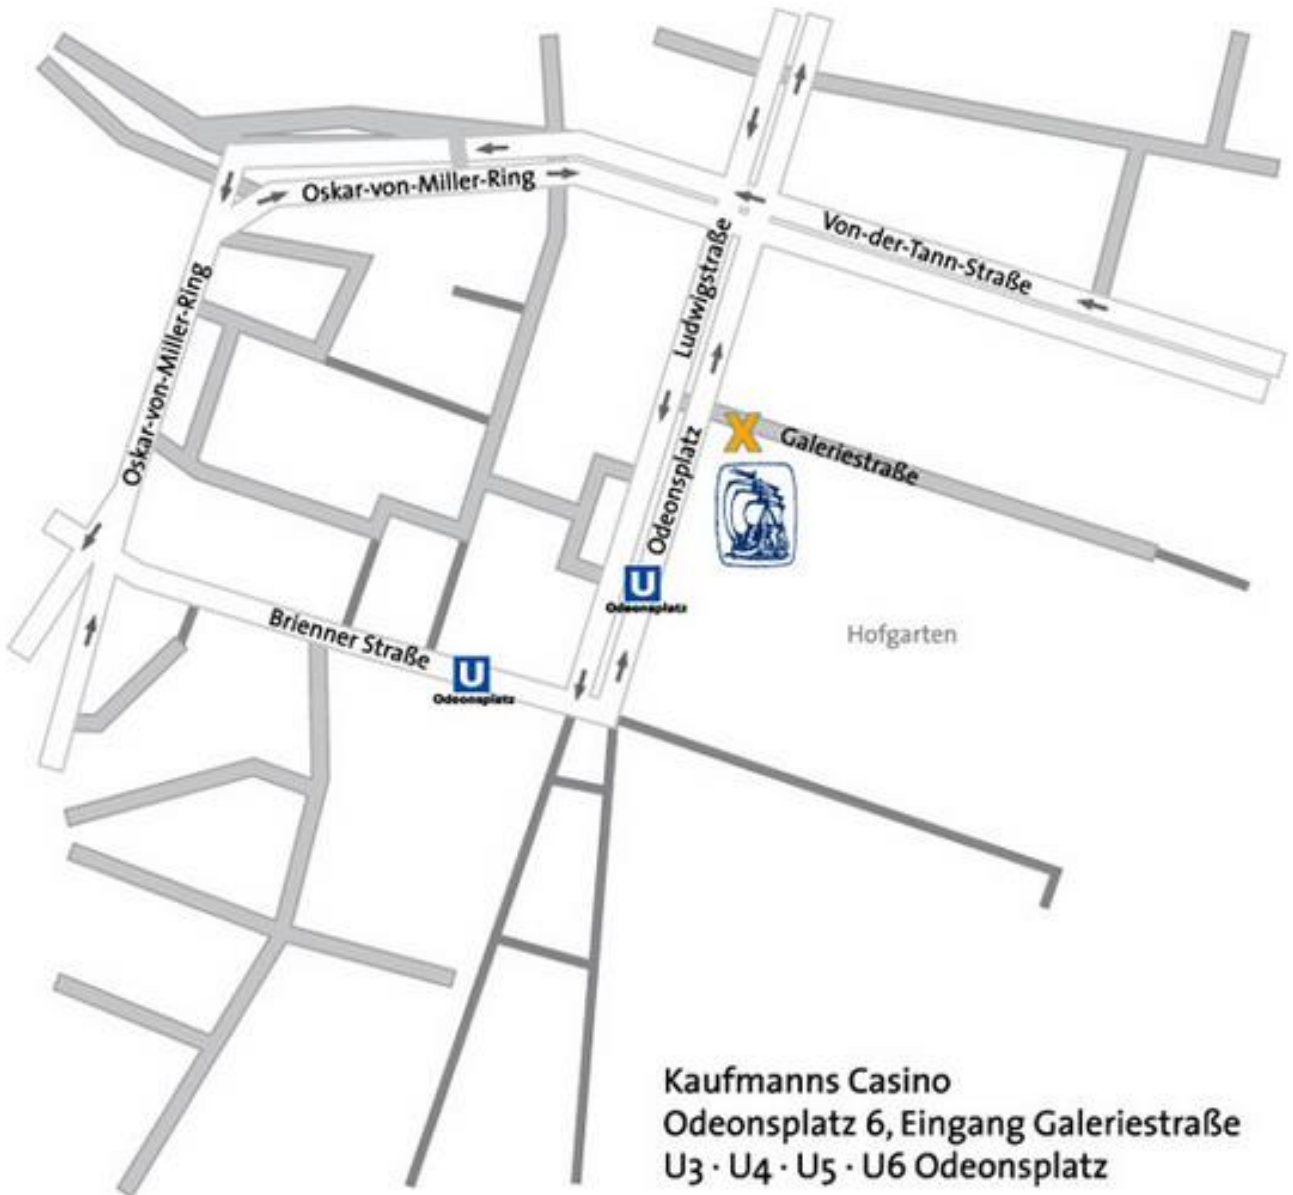 Oskar-von-Miller-Ring
Von-der-Tann-Straße
Ludwigstraße
Oskar-von-Miller-Ring
X
Galeriestraße
Odeonsplatz
U
Odeonsplatz
Brienner Straße
Hofgarten
U
Odeonsplatz
Kaufmanns Casino
Odeonsplatz 6, Eingang Galeriestraße
U3 · U4 · U5 · U6 Odeonsplatz